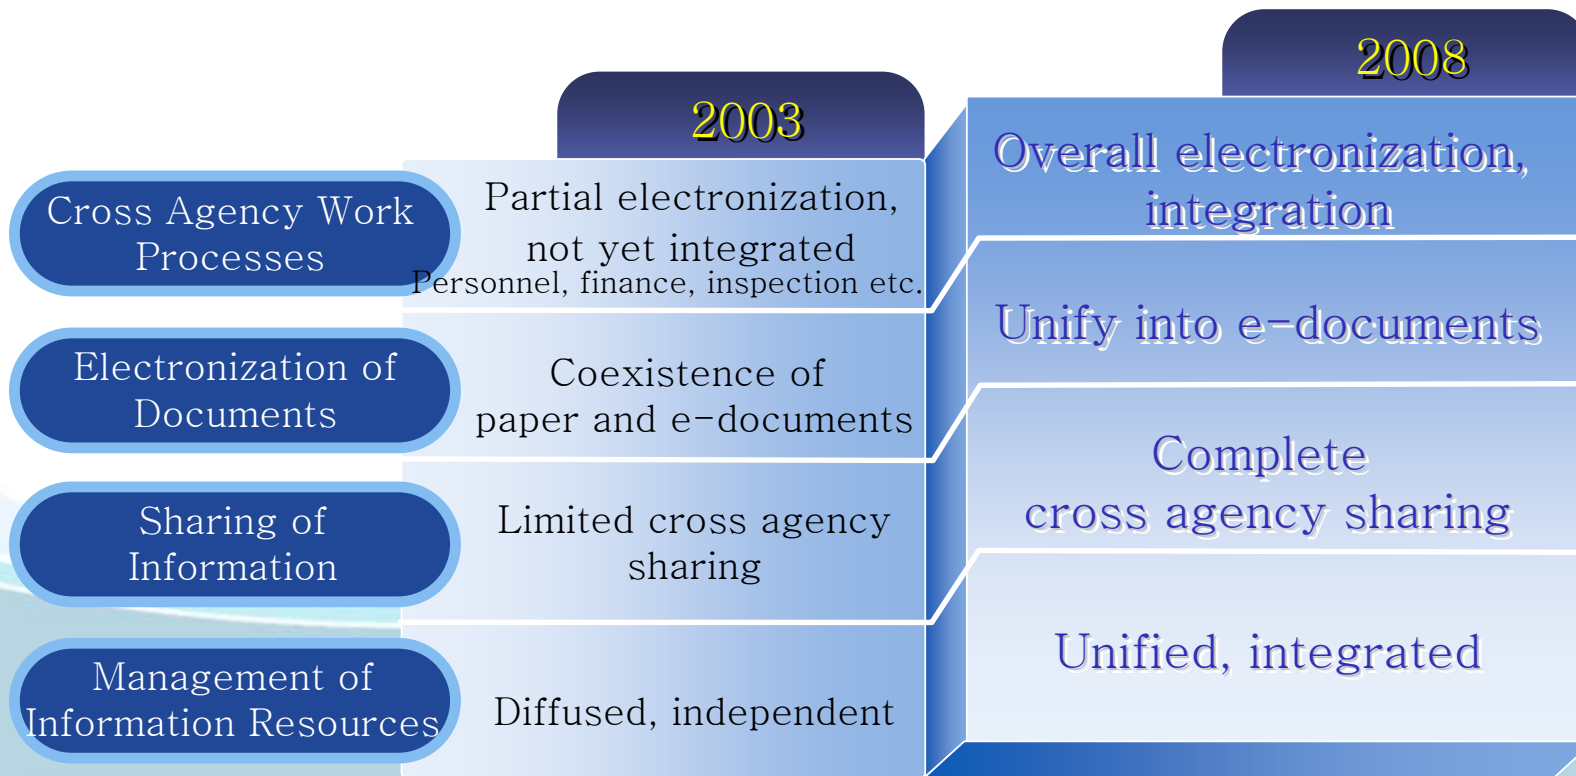 2003
2008
Cross Agency Work
Processes
Partial electronization,
not yet integrated
Personnel, finance, inspection etc.
Overall electronization,
integration
Electronization of
Documents
Coexistence of
paper and e-documents
Unify into e-documents
Sharing of
Information
Limited cross agency
sharing
Complete
cross agency sharing
Management of
Information Resources
Diffused, independent
Unified, integrated